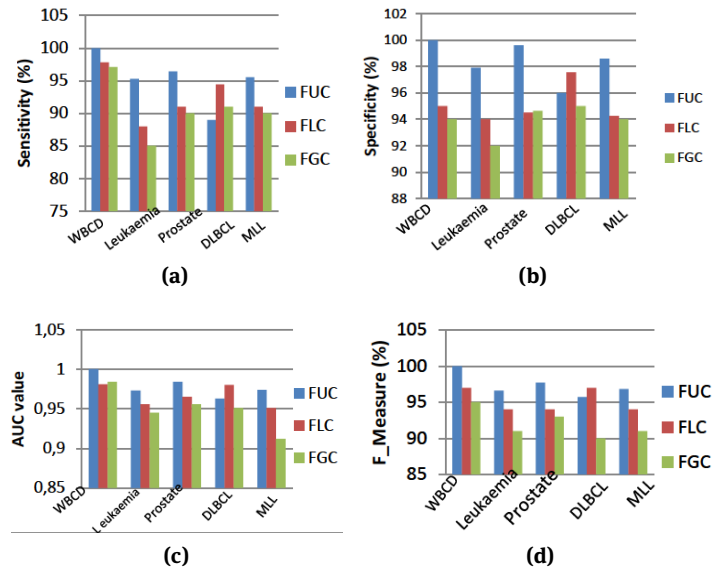 Sensitivity (%)
105
100
95
90
85
80
75
WBCD
Leukaemia
Prostate
DLBCL
MLL
FUC
FLC
FGC
(a)
Specificity (%)
102
100
98
96
94
92
90
88
WBCD
Leukaemia
Prostate
DLBCL
MLL
FUC
FLC
FGC
(b)
AUC value
1,05
1
0,95
0,9
0,85
WBCD
Leukaemia
Prostate
DLBCL
MLL
FUC
FLC
FGC
(c)
F_Measure (%)
105
100
95
90
85
WBCD
Leukaemia
Prostate
DLBCL
MLL
FUC
FLC
FGC
(d)